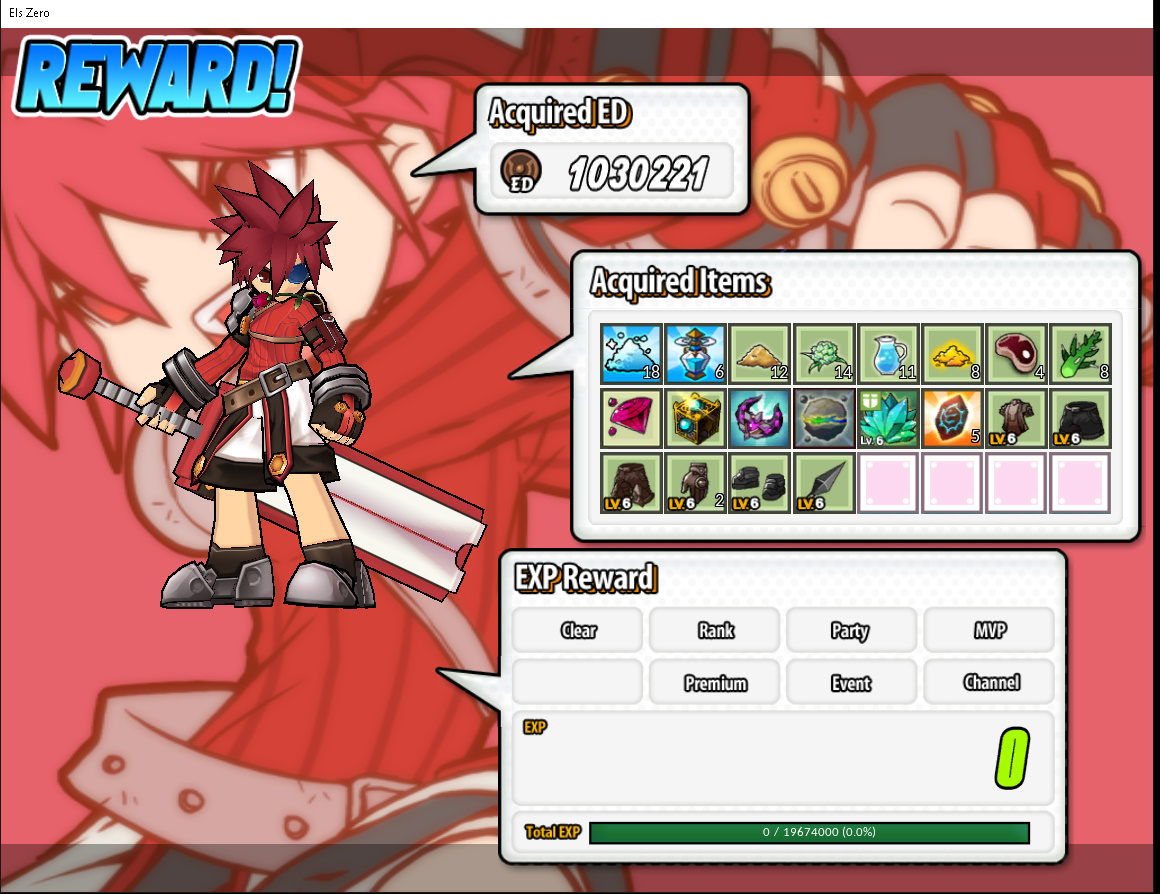 Els Zero
REWARD!
Acquired ED
ED 1030221
Acquired Items
18 6 12 14 11 8 4 8
Lv. 6 5 LV.6 LV.6
LV.6 LV.6 2 LV.6 LV.6
EXP Reward
Clear Rank Party MVP
Premium Event Channel
EXP 0
Total EXP 0 / 19674000 (0.0%)